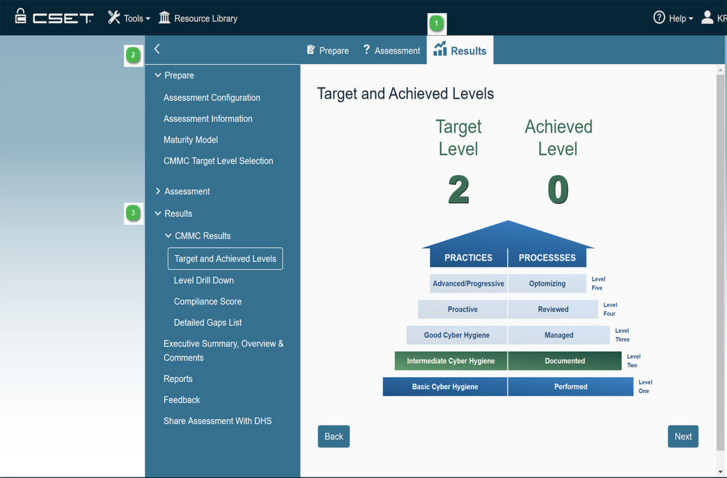 CSET
Tools
Resource Library
Help
KR
1
2
3
Prepare
Assessment
Results
Prepare
Assessment Configuration
Assessment Information
Maturity Model
CMMC Target Level Selection
Assessment
Results
CMMC Results
Target and Achieved Levels
Level Drill Down
Compliance Score
Detailed Gaps List
Executive Summary, Overview &
Comments
Reports
Feedback
Share Assessment With DHS
Target and Achieved Levels
Target
Level
2
Achieved
Level
0
PRACTICES PROCESSSES
Advanced/Progressive Optomizing Level
Five
Proactive Reviewed Level
Four
Good Cyber Hygiene Managed Level
Three
Intermediate Cyber Hygiene Documented Level
Two
Basic Cyber Hygiene Performed Level
One
Back
Next